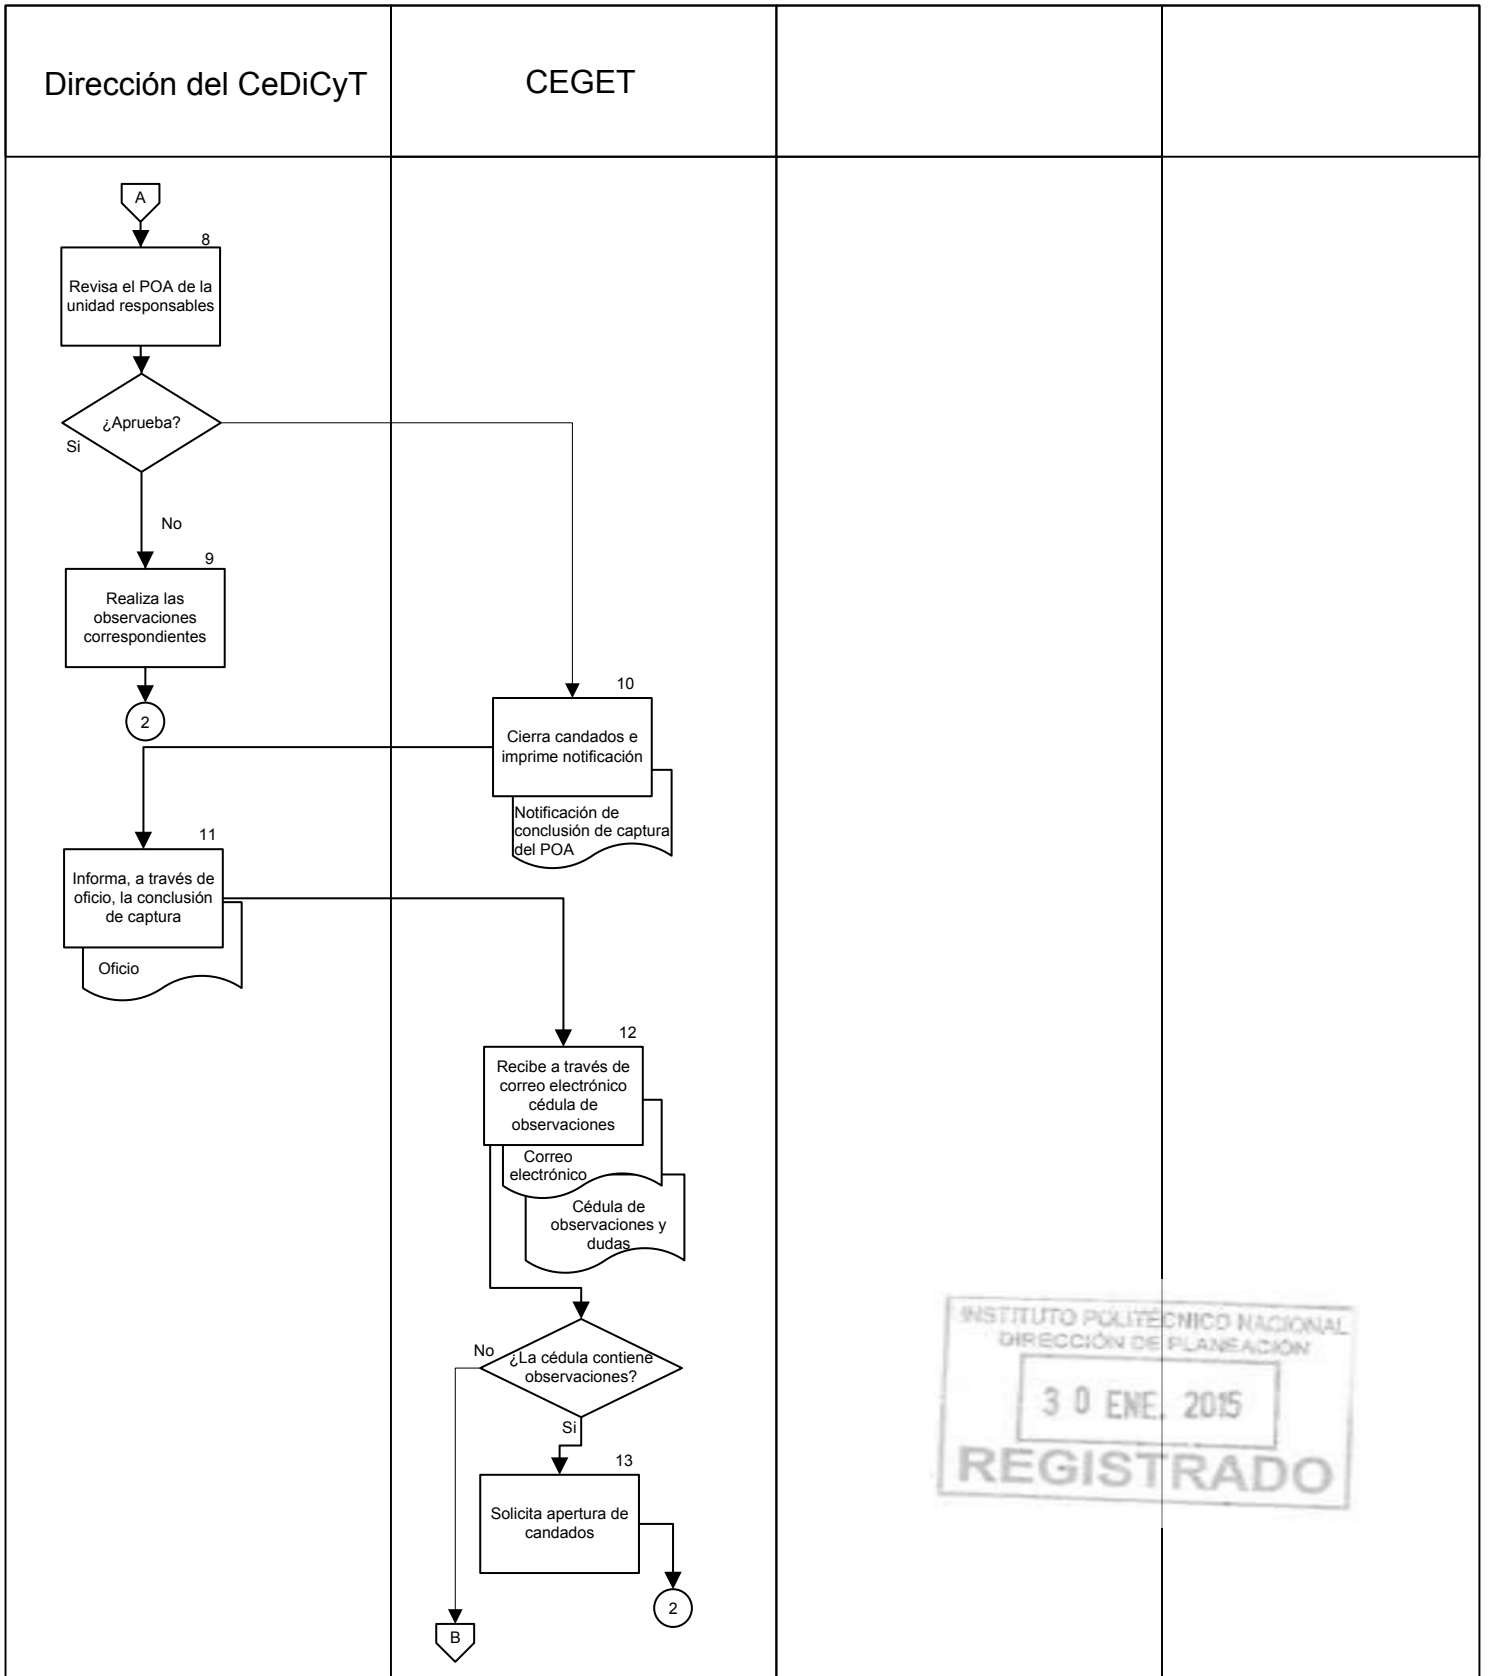 Dirección del CeDiCyT
CEGET
A
8
Revisa el POA de la
unidad responsables
¿Aprueba?
Si
No
9
Realiza las
observaciones
correspondientes
2
10
Cierra candados e
imprime notificación
Notificación de
conclusión de captura
del POA
11
Informa, a través de
oficio, la conclusión
de captura
Oficio
12
Recibe a través de
correo electrónico
cédula de
observaciones
Correo
electrónico
Cédula de
observaciones y
dudas
¿La cédula contiene
observaciones?
No
Si
13
Solicita apertura de
candados
2
B
INSTITUTO POLITÉCNICO NACIONAL
DIRECCIÓN DE PLANEACIÓN
3 0 ENE. 2015
REGISTRADO